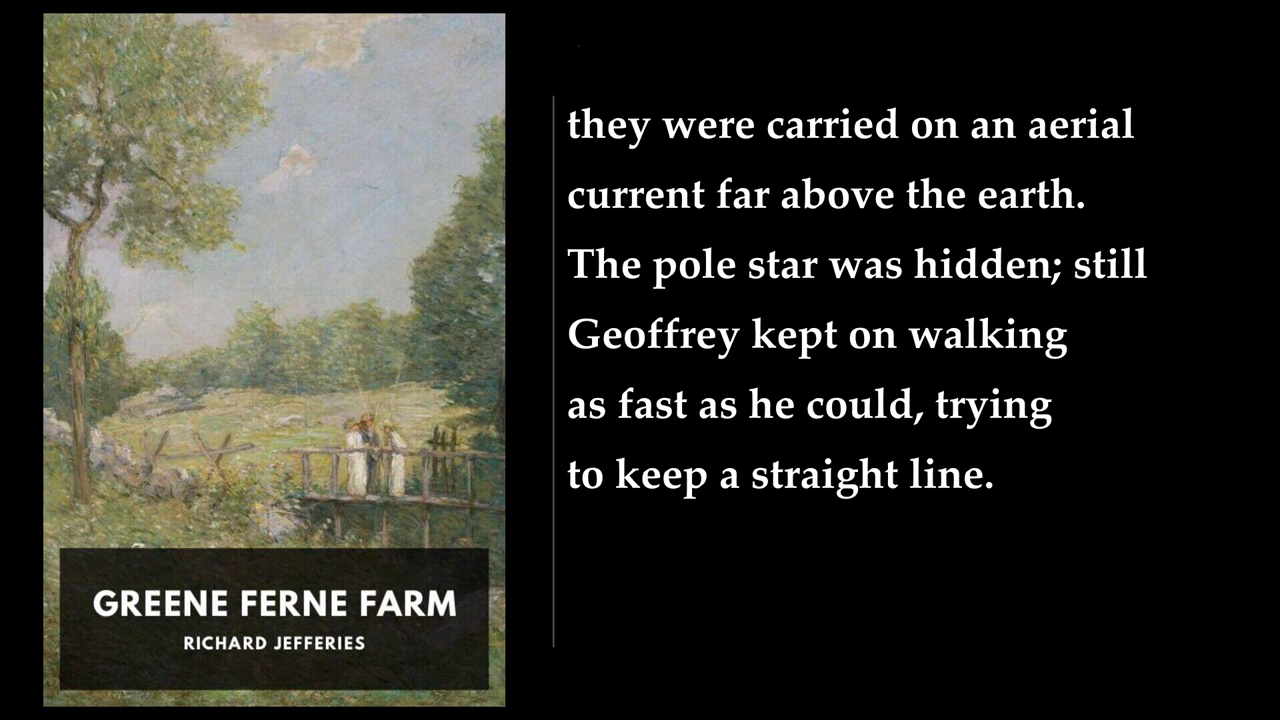 GREENE FERNE FARM
RICHARD JEFFERIES
they were carried on an aerial
current far above the earth.
The pole star was hidden; still
Geoffrey kept on walking
as fast as he could, trying
to keep a straight line.